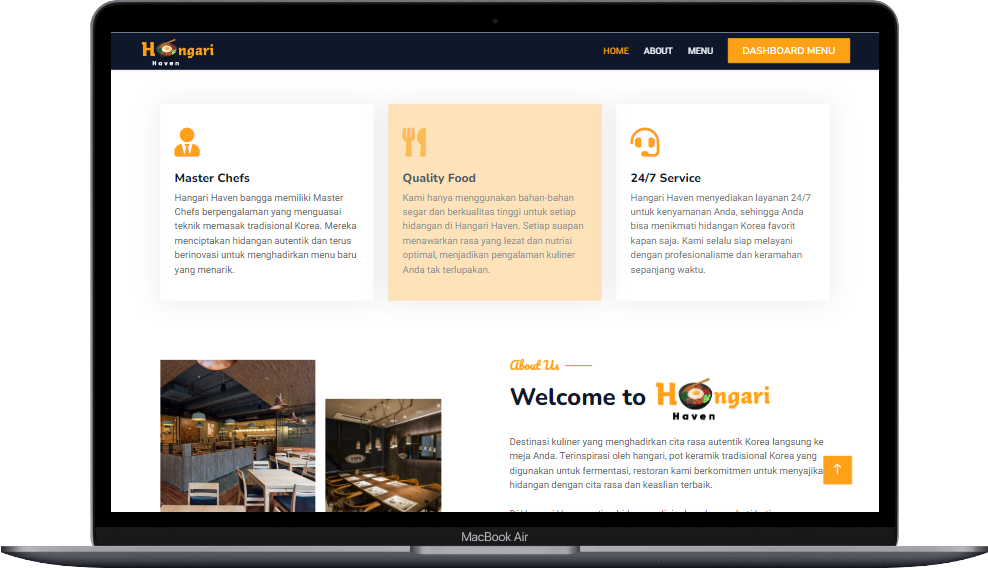 Hangari
Haven
HOME ABOUT MENU DASHBOARD MENU
Master Chefs
Hangari Haven bangga memiliki Master
Chefs berpengalaman yang menguasai
teknik memasak tradisional Korea. Mereka
menciptakan hidangan autentik dan terus
berinovasi untuk menghadirkan menu baru
yang menarik.
Quality Food
Kami hanya menggunakan bahan-bahan
segar dan berkualitas tinggi untuk setiap
hidangan di Hangari Haven. Setiap suapan
menawarkan rasa yang lezat dan nutrisi
optimal, menjadikan pengalaman kuliner
Anda tak terlupakan.
24/7 Service
Hangari Haven menyediakan layanan 24/7
untuk kenyamanan Anda, sehingga Anda
bisa menikmati hidangan Korea favorit
kapan saja. Kami selalu siap melayani
dengan profesionalisme dan keramahan
sepanjang waktu.
About Us
Welcome to Hangari
Haven
Destinasi kuliner yang menghadirkan cita rasa autentik Korea langsung ke
meja Anda. Terinspirasi oleh hangari, pot keramik tradisional Korea yang
digunakan untuk fermentasi, restoran kami berkomitmen untuk menyajika
hidangan dengan cita rasa dan keaslian terbaik.
MacBook Air